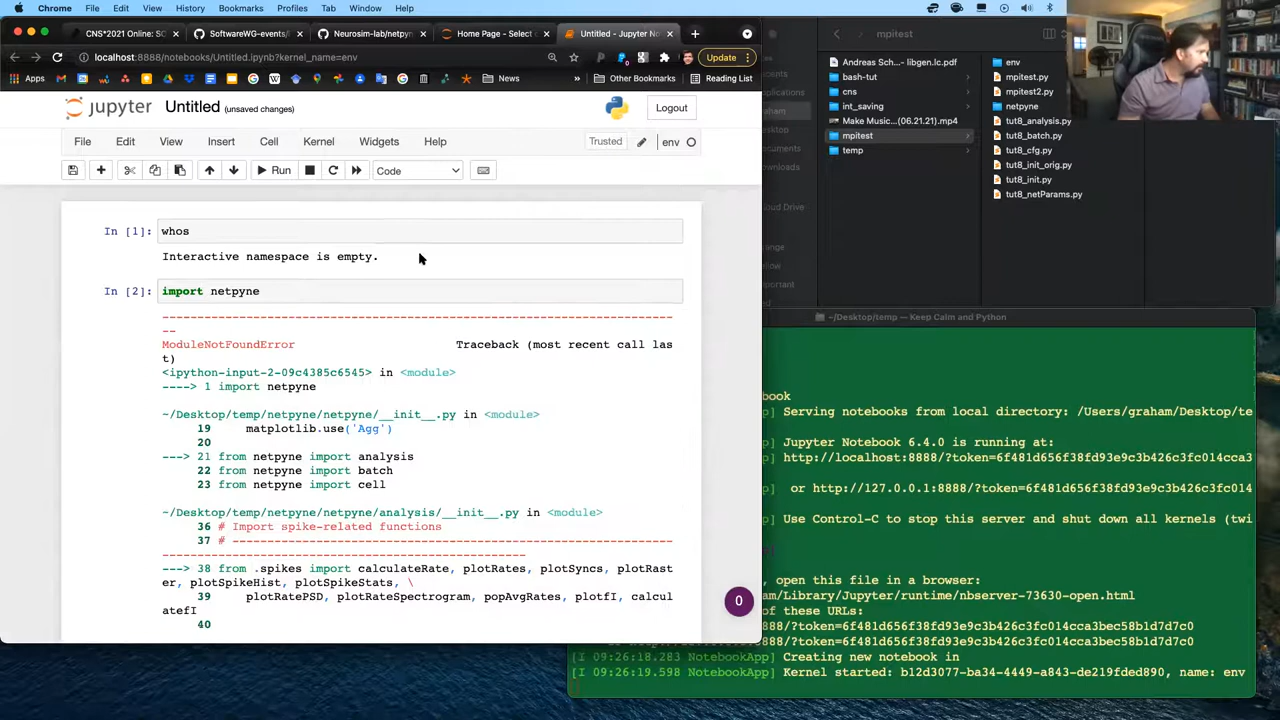 Chrome File Edit View History Bookmarks Profiles Tab Window Help
CNS*2021 Online: SC
SoftwareWG-events/
Neurosim-lab/netpyn
Home Page - Select o
Untitled - Jupyter No
localhost:8888/notebooks/Untitled.ipynb?kernel_name=env
Update
Apps
News
»
Other Bookmarks
Reading List
jupyter Untitled (unsaved changes)
Logout
File Edit View Insert Cell Kernel Widgets Help
Trusted
env
Run
Code
In [1]: whos
Interactive namespace is empty.
In [2]: import netpyne
---------------------------------------------------------------------------
ModuleNotFoundError Traceback (most recent call las
t)
<ipython-input-2-09c4385c6545> in <module>
----> 1 import netpyne
~/Desktop/temp/netpyne/netpyne/__init__.py in <module>
19 matplotlib.use('Agg')
20
---> 21 from netpyne import analysis
22 from netpyne import batch
23 from netpyne import cell
~/Desktop/temp/netpyne/netpyne/analysis/__init__.py in <module>
36 # Import spike-related functions
37 # -------------------------------------------------------------------------------------------------------------------
---> 38 from .spikes import calculateRate, plotRates, plotSyncs, plotRast
er, plotSpikeHist, plotSpikeStats, \
39 plotRatePSD, plotRateSpectrogram, popAvgRates, plotfI, calcul
atefI
40
0
mpitest
Andreas Sch...- libgen.lc.pdf
bash-tut
cns
int_saving
Make Music...(06.21.21).mp4
mpitest
temp
env
mpitest.py
mpitest2.py
netpyne
tut8_analysis.py
tut8_batch.py
tut8_cfg.py
tut8_init_orig.py
tut8_init.py
tut8_netParams.py
~/Desktop/temp — Keep Calm and Python
book
p] Serving notebooks from local directory: /Users/graham/Desktop/te
p] Jupyter Notebook 6.4.0 is running at:
p] http://localhost:8888/?token=6f481d656f38fd93e9c3b426c3fc014cca3
p] or http://127.0.0.1:8888/?token=6f481d656f38fd93e9c3b426c3fc014
p] Use Control-C to stop this server and shut down all kernels (twi
, open this file in a browser:
am/Library/Jupyter/runtime/nbserver-73630-open.html
of these URLs:
888/?token=6f481d656f38fd93e9c3b426c3fc014cca3bec58b1d7d7c0
888/?token=6f481d656f38fd93e9c3b426c3fc014cca3bec58b1d7d7c0
[I 09:26:18.283 NotebookApp] Creating new notebook in
[I 09:26:19.598 NotebookApp] Kernel started: b12d3077-ba34-4449-a843-de219fded890, name: env